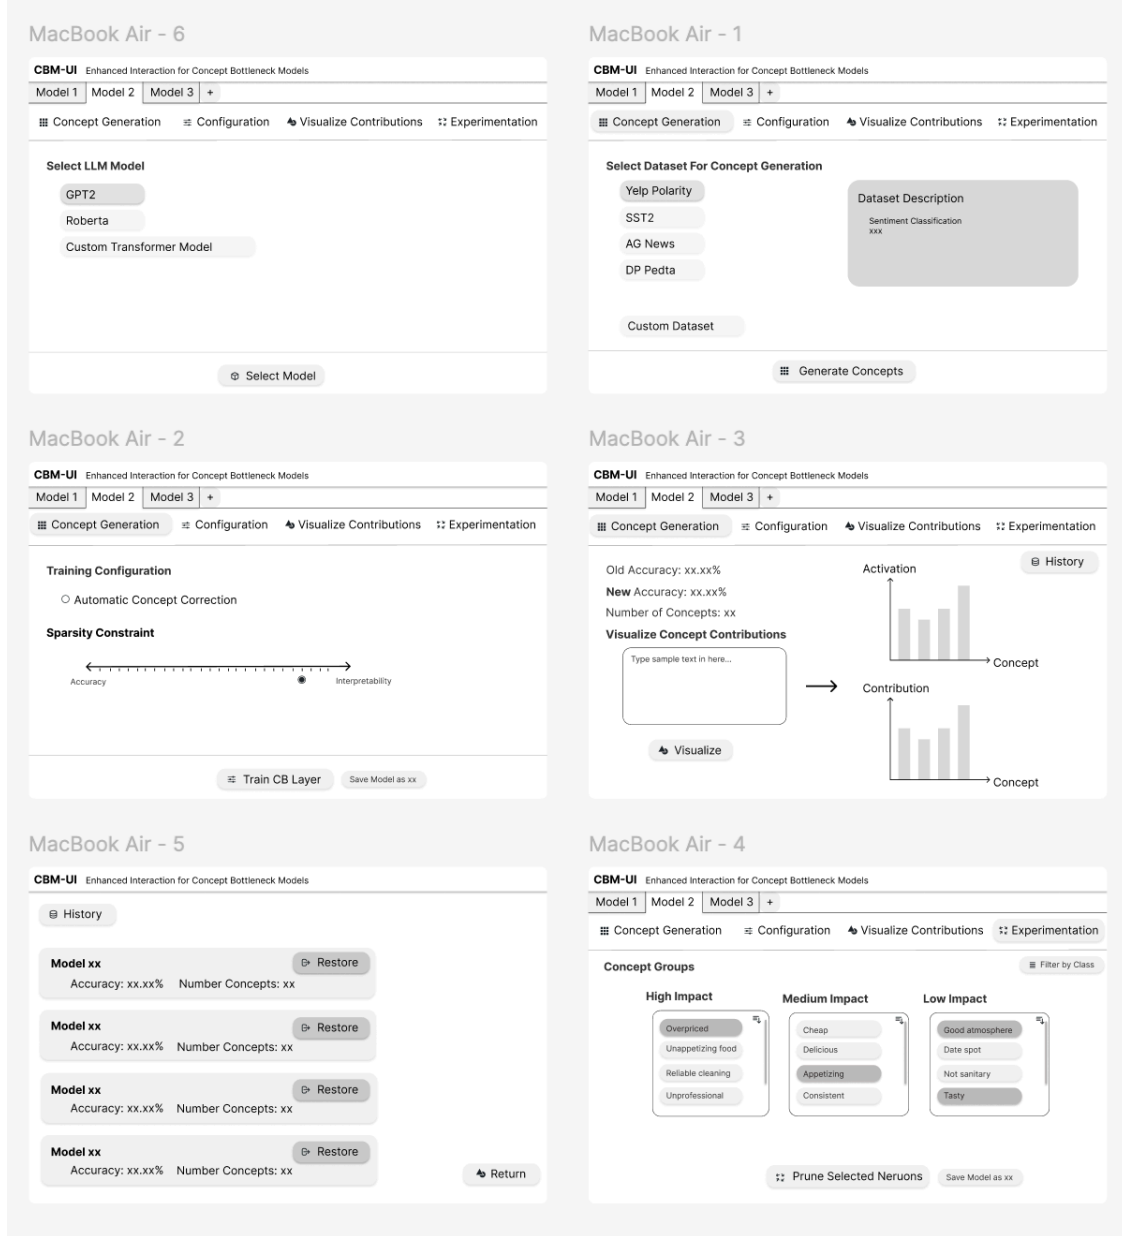 MacBook Air - 6
CBM-UI Enhanced Interaction for Concept Bottleneck Models
Model 1 Model 2 Model 3 +
Concept Generation Configuration Visualize Contributions Experimentation
Select LLM Model
GPT2
Roberta
Custom Transformer Model
Select Model
MacBook Air - 1
CBM-UI Enhanced Interaction for Concept Bottleneck Models
Model 1 Model 2 Model 3 +
Concept Generation Configuration Visualize Contributions Experimentation
Select Dataset For Concept Generation
Yelp Polarity
SST2
AG News
DP Pedta
Custom Dataset
Dataset Description
Sentiment Classification
xxx
Generate Concepts
MacBook Air - 2
CBM-UI Enhanced Interaction for Concept Bottleneck Models
Model 1 Model 2 Model 3 +
Concept Generation Configuration Visualize Contributions Experimentation
Training Configuration
Automatic Concept Correction
Sparsity Constraint
Accuracy Interpretability
Train CB Layer Save Model as xx
MacBook Air - 3
CBM-UI Enhanced Interaction for Concept Bottleneck Models
Model 1 Model 2 Model 3 +
Concept Generation Configuration Visualize Contributions Experimentation
History
Old Accuracy: xx.xx%
New Accuracy: xx.xx%
Number of Concepts: xx
Visualize Concept Contributions
Type sample text in here...
Visualize
Activation
Concept
Contribution
Concept
MacBook Air - 5
CBM-UI Enhanced Interaction for Concept Bottleneck Models
History
Model xx Restore
Accuracy: xx.xx% Number Concepts: xx
Model xx Restore
Accuracy: xx.xx% Number Concepts: xx
Model xx Restore
Accuracy: xx.xx% Number Concepts: xx
Model xx Restore
Accuracy: xx.xx% Number Concepts: xx
Return
MacBook Air - 4
CBM-UI Enhanced Interaction for Concept Bottleneck Models
Model 1 Model 2 Model 3 +
Concept Generation Configuration Visualize Contributions Experimentation
Concept Groups Filter by Class
High Impact
Overpriced
Unappetizing food
Reliable cleaning
Unprofessional
Medium Impact
Cheap
Delicious
Appetizing
Consistent
Low Impact
Good atmosphere
Date spot
Not sanitary
Tasty
Prune Selected Neruons Save Model as xx